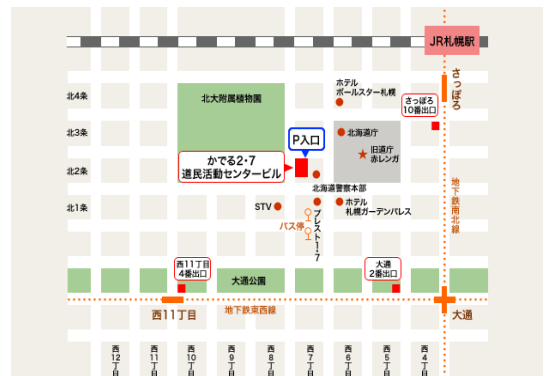 JR札幌駅
さっぽろ
ホテル
ポールスター札幌
北4条
北大附属植物園
さっぽろ
10番出口
北3条
P入口
北海道庁
旧道庁
赤レンガ
かでる2・7
道民活動センタービル
北2条
北海道警察本部
北1条
STV
バス停
プレスト1・7
ホテル
札幌ガーデンパレス
地下鉄南北線
西11丁目
4番出口
大通公園
大通
2番出口
西11丁目
地下鉄東西線
大通
西12丁目
西11丁目
西10丁目
西9丁目
西8丁目
西7丁目
西6丁目
西5丁目
西4丁目